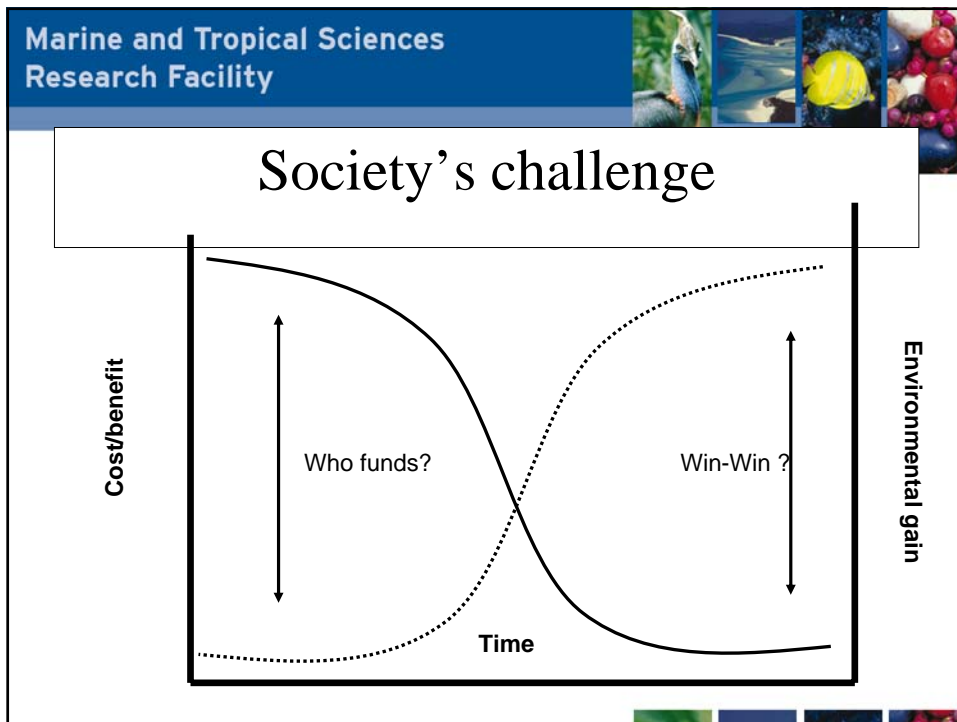 Marine and Tropical Sciences
Research Facility
Society’s challenge
Cost/benefit
Who funds?
Win-Win ?
Environmental gain
Time